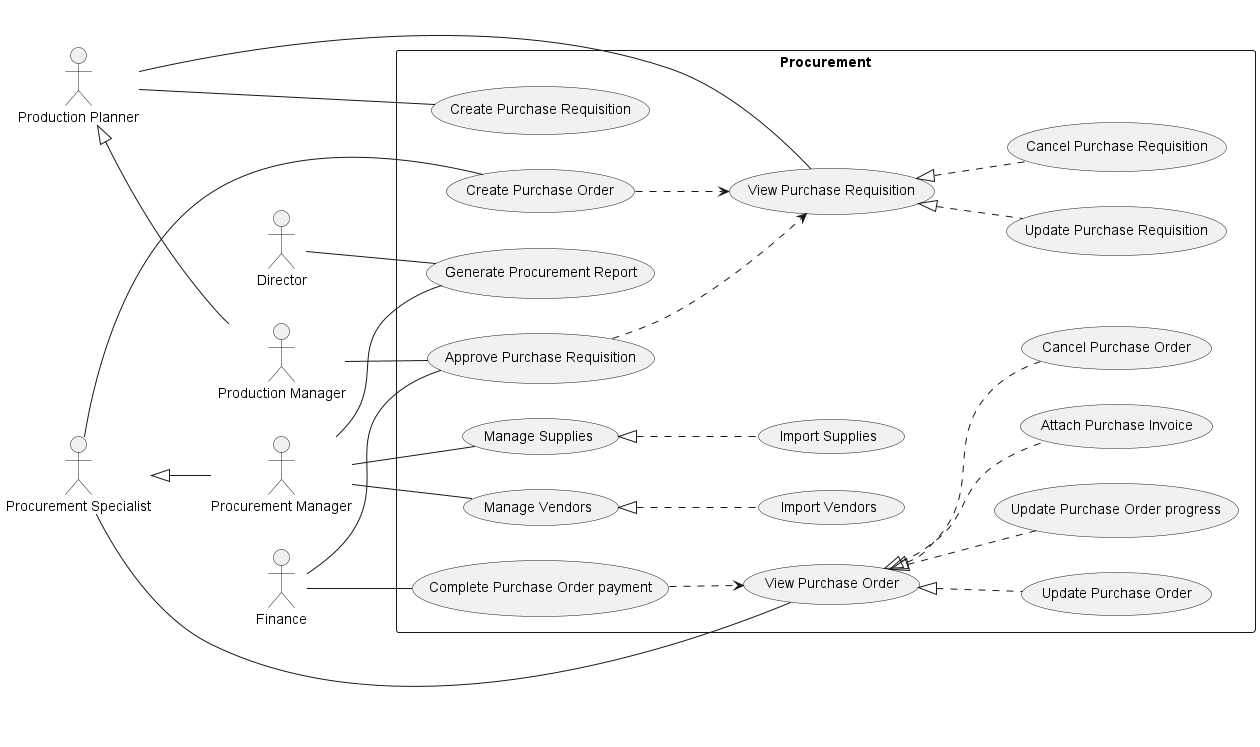 Procurement
Production Planner
Create Purchase Requisition
Cancel Purchase Requisition
Create Purchase Order
View Purchase Requisition
Update Purchase Requisition
Director
Generate Procurement Report
Production Manager
Approve Purchase Requisition
Cancel Purchase Order
Attach Purchase Invoice
Manage Supplies
Import Supplies
Procurement Specialist
Procurement Manager
Manage Vendors
Import Vendors
Update Purchase Order progress
Finance
Complete Purchase Order payment
View Purchase Order
Update Purchase Order